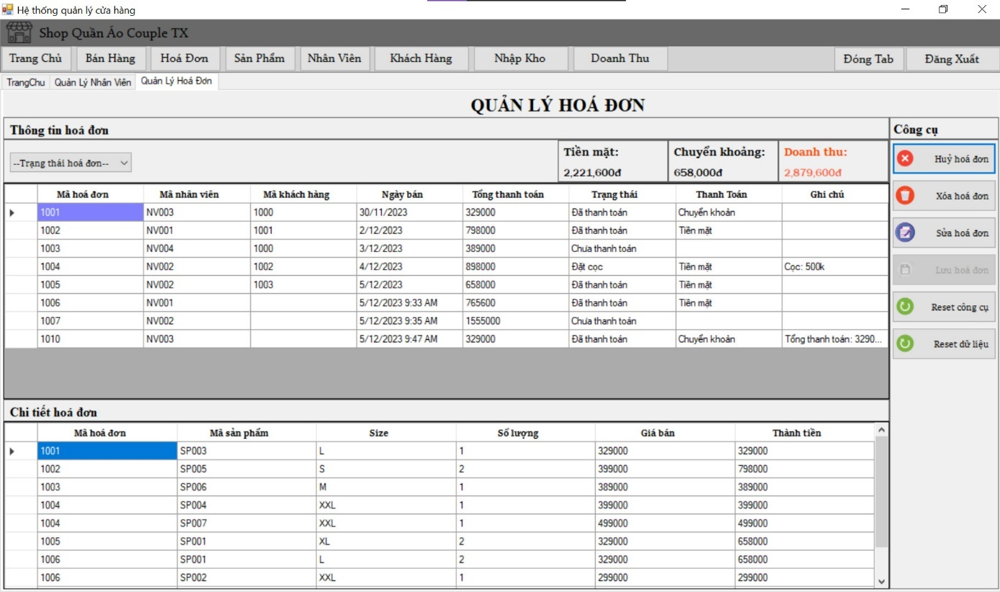 Hệ thống quản lý cửa hàng
Shop Quần Áo Couple TX
Trang Chủ Bán Hàng Hoá Đơn Sản Phẩm Nhân Viên Khách Hàng Nhập Kho Doanh Thu Đóng Tab Đăng Xuất
TrangChu Quản Lý Nhân Viên Quản Lý Hoá Đơn
QUẢN LÝ HOÁ ĐƠN
Thông tin hoá đơn
Công cụ
--Trạng thái hoá đơn--
Tiền mặt: Chuyển khoảng: Doanh thu:
2,221,600đ 658,000đ 2,879,600đ
Mã hoá đơn Mã nhân viên Mã khách hàng Ngày bán Tổng thanh toán Trạng thái Thanh Toán Ghi chú
1001 NV003 1000 30/11/2023 329000 Đã thanh toán Chuyển khoản
1002 NV001 1001 2/12/2023 798000 Đã thanh toán Tiền mặt
1003 NV004 1000 3/12/2023 389000 Chưa thanh toán
1004 NV002 1002 4/12/2023 898000 Đặt cọc Tiền mặt Cọc: 500k
1005 NV002 1003 5/12/2023 658000 Đã thanh toán Tiền mặt
1006 NV001 5/12/2023 9:33 AM 765600 Đã thanh toán Tiền mặt
1007 NV002 5/12/2023 9:35 AM 1555000 Chưa thanh toán
1010 NV003 5/12/2023 9:47 AM 329000 Đã thanh toán Chuyển khoản Tổng thanh toán: 3290...
Huỷ hoá đơn
Xóa hoá đơn
Sửa hoá đơn
Lưu hoá đơn
Reset công cụ
Reset dữ liệu
Chi tiết hoá đơn
Mã hoá đơn Mã sản phẩm Size Số lượng Giá bán Thành tiền
1001 SP003 L 1 329000 329000
1002 SP005 S 2 399000 798000
1003 SP006 M 1 389000 389000
1004 SP004 XXL 1 399000 399000
1004 SP007 XXL 1 499000 499000
1005 SP001 XL 2 329000 658000
1006 SP001 L 2 329000 658000
1006 SP002 XXL 1 299000 299000